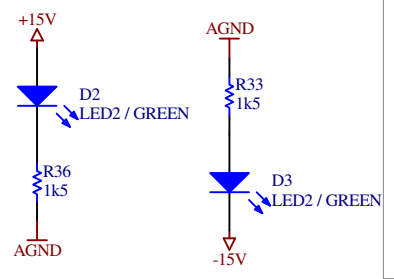 +15V
D2
LED2 / GREEN
R36
1k5
AGND
AGND
R33
1k5
D3
LED2 / GREEN
-15V